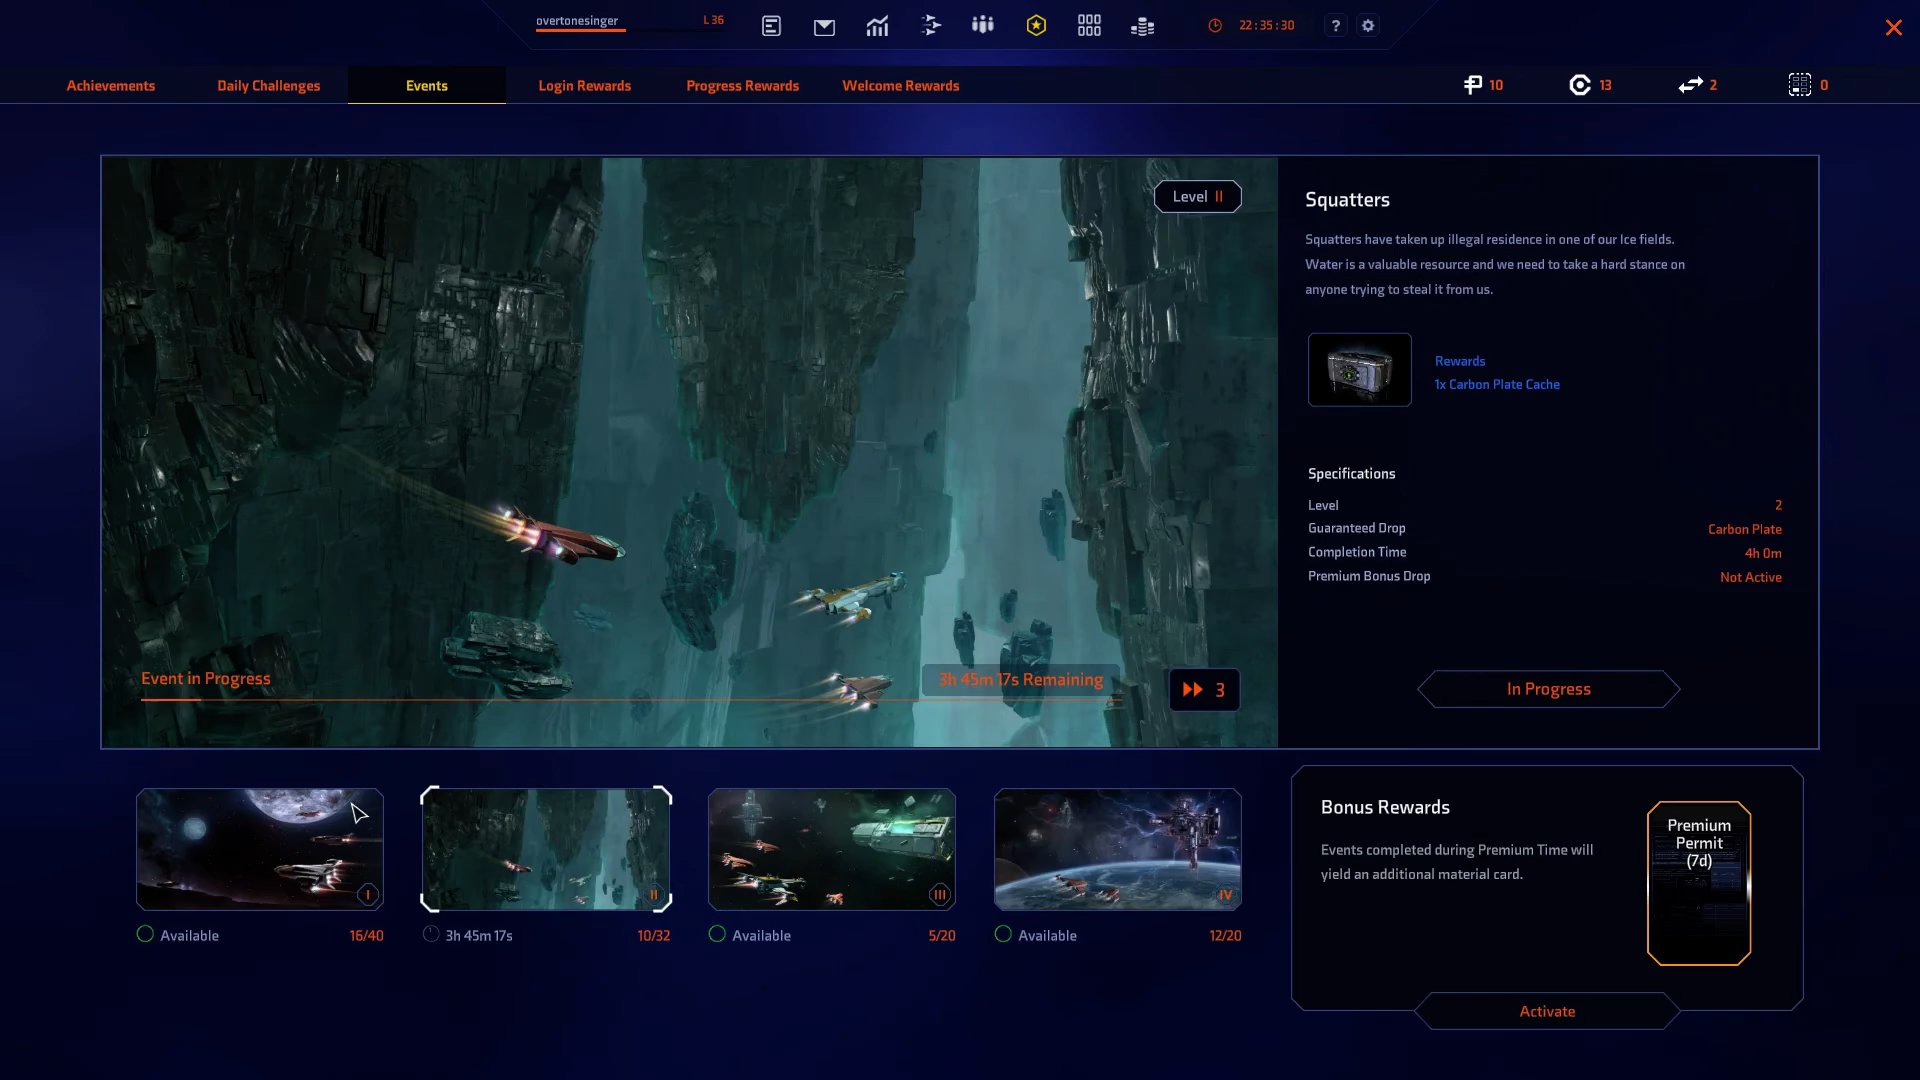 overtonesinger
L 36
22:35:30
?
Achievements
Daily Challenges
Events
Login Rewards
Progress Rewards
Welcome Rewards
10
13
2
0
Level II
Squatters
Squatters have taken up illegal residence in one of our Ice fields.
Water is a valuable resource and we need to take a hard stance on
anyone trying to steal it from us.
Rewards
1x Carbon Plate Cache
Specifications
Level 2
Guaranteed Drop Carbon Plate
Completion Time 4h 0m
Premium Bonus Drop Not Active
Event in Progress
3h 45m 17s Remaining
3
In Progress
I
II
III
IV
Available 16/40
3h 45m 17s 10/32
Available 5/20
Available 12/20
Bonus Rewards
Events completed during Premium Time will
yield an additional material card.
Premium
Permit
(7d)
Activate